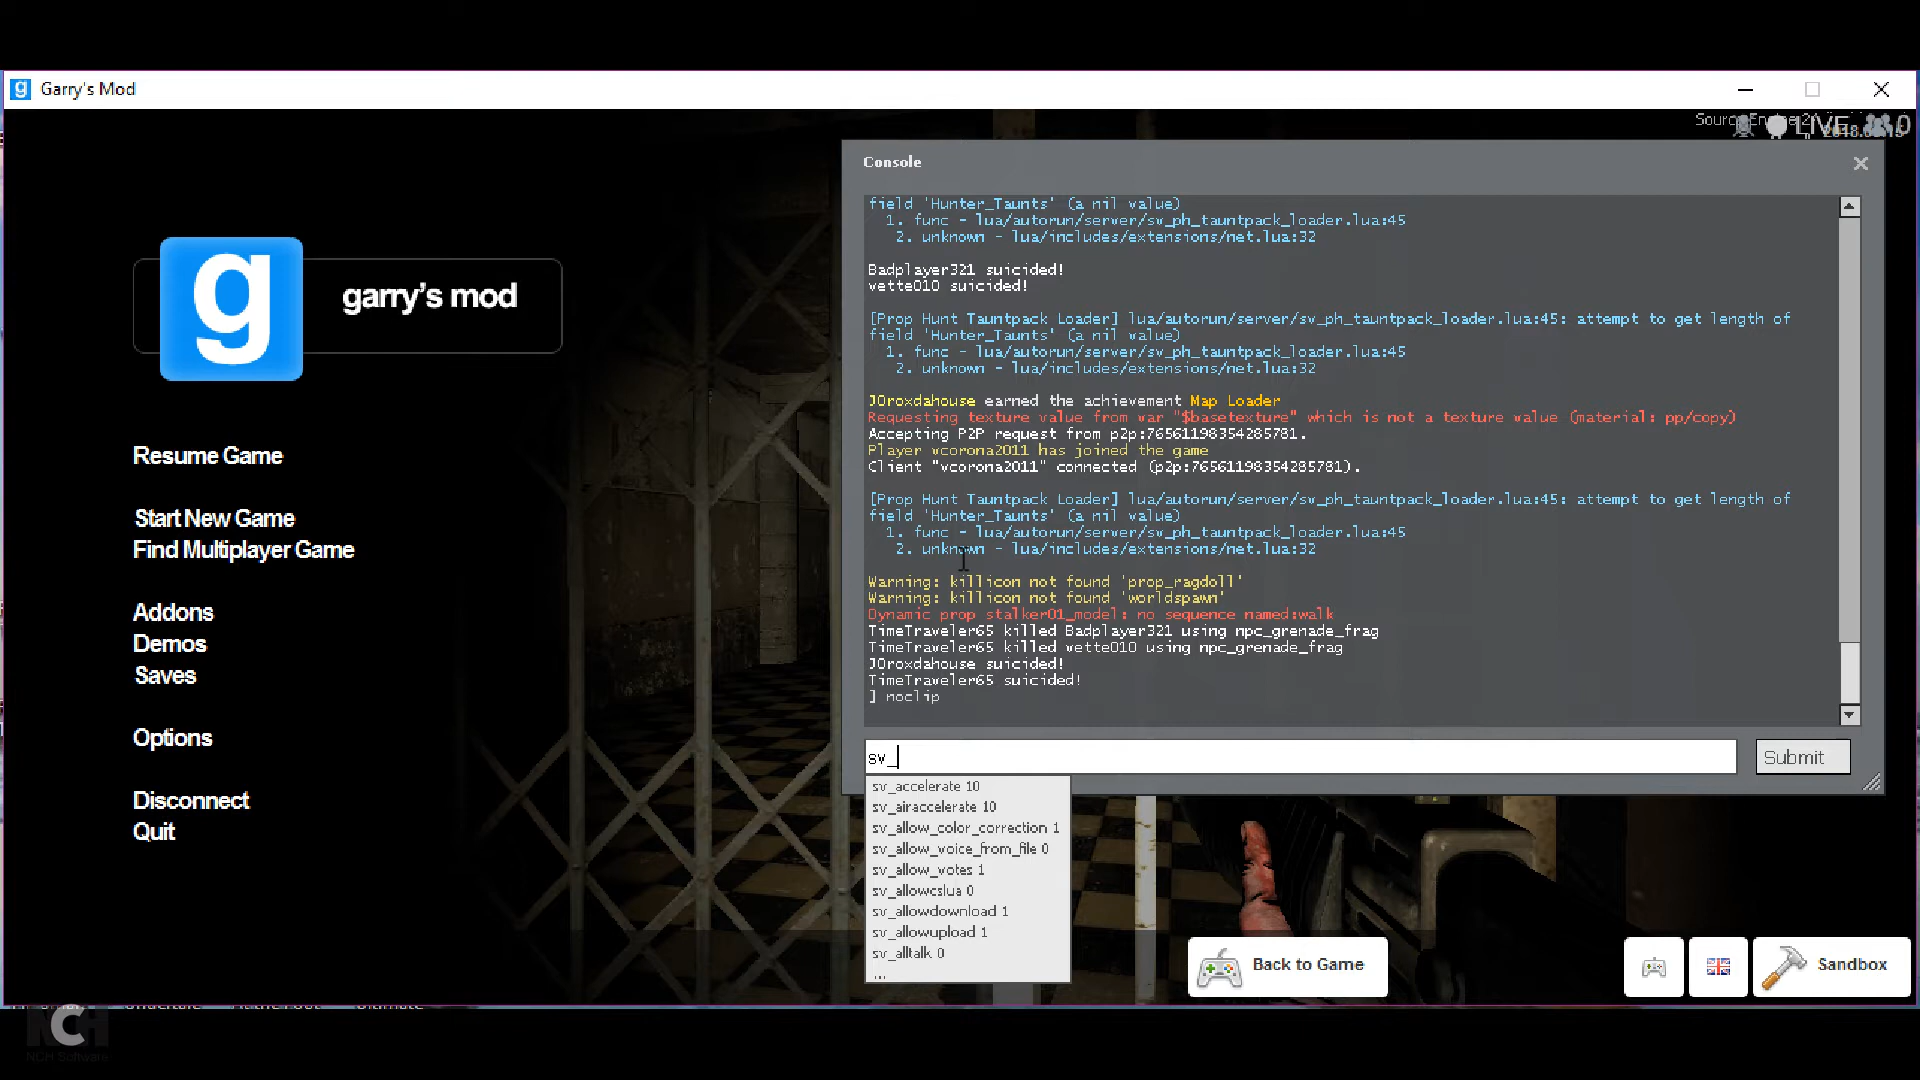 Garry's Mod
Source Engine 2
LIVE 0
Console
field 'Hunter_Taunts' (a nil value)
1. func - lua/autorun/server/sv_ph_tauntpack_loader.lua:45
2. unknown - lua/includes/extensions/net.lua:32
Badplayer321 suicided!
vette010 suicided!
[Prop Hunt Tauntpack Loader] lua/autorun/server/sv_ph_tauntpack_loader.lua:45: attempt to get length of
field 'Hunter_Taunts' (a nil value)
1. func - lua/autorun/server/sv_ph_tauntpack_loader.lua:45
2. unknown - lua/includes/extensions/net.lua:32
JOroxdahouse earned the achievement Map Loader
Requesting texture value from var "$basetexture" which is not a texture value (material: pp/copy)
Accepting P2P request from p2p:76561198354285781.
Player vcorona2011 has joined the game
Client "vcorona2011" connected (p2p:76561198354285781).
[Prop Hunt Tauntpack Loader] lua/autorun/server/sv_ph_tauntpack_loader.lua:45: attempt to get length of
field 'Hunter_Taunts' (a nil value)
1. func - lua/autorun/server/sv_ph_tauntpack_loader.lua:45
2. unknown - lua/includes/extensions/net.lua:32
Warning: killicon not found 'prop_ragdoll'
Warning: killicon not found 'worldspawn'
Dynamic prop stalker01_model: no sequence named:walk
TimeTraveler65 killed Badplayer321 using npc_grenade_frag
TimeTraveler65 killed vette010 using npc_grenade_frag
JOroxdahouse suicided!
TimeTraveler65 suicided!
] noclip
sv_
Submit
sv_accelerate 10
sv_airaccelerate 10
sv_allow_color_correction 1
sv_allow_voice_from_file 0
sv_allow_votes 1
sv_allowcslua 0
sv_allowdownload 1
sv_allowupload 1
sv_alltalk 0
...
g garry's mod
Resume Game
Start New Game
Find Multiplayer Game
Addons
Demos
Saves
Options
Disconnect
Quit
Back to Game
Sandbox
NCH Software